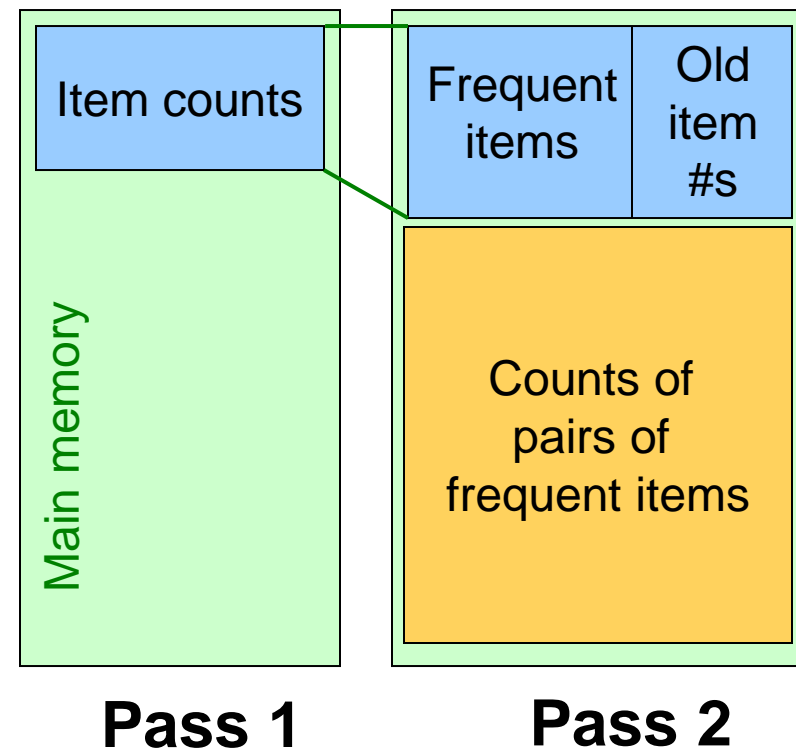 Item counts
Main memory
Frequent
items
Old
item
#s
Counts of
pairs of
frequent items
Pass 1
Pass 2